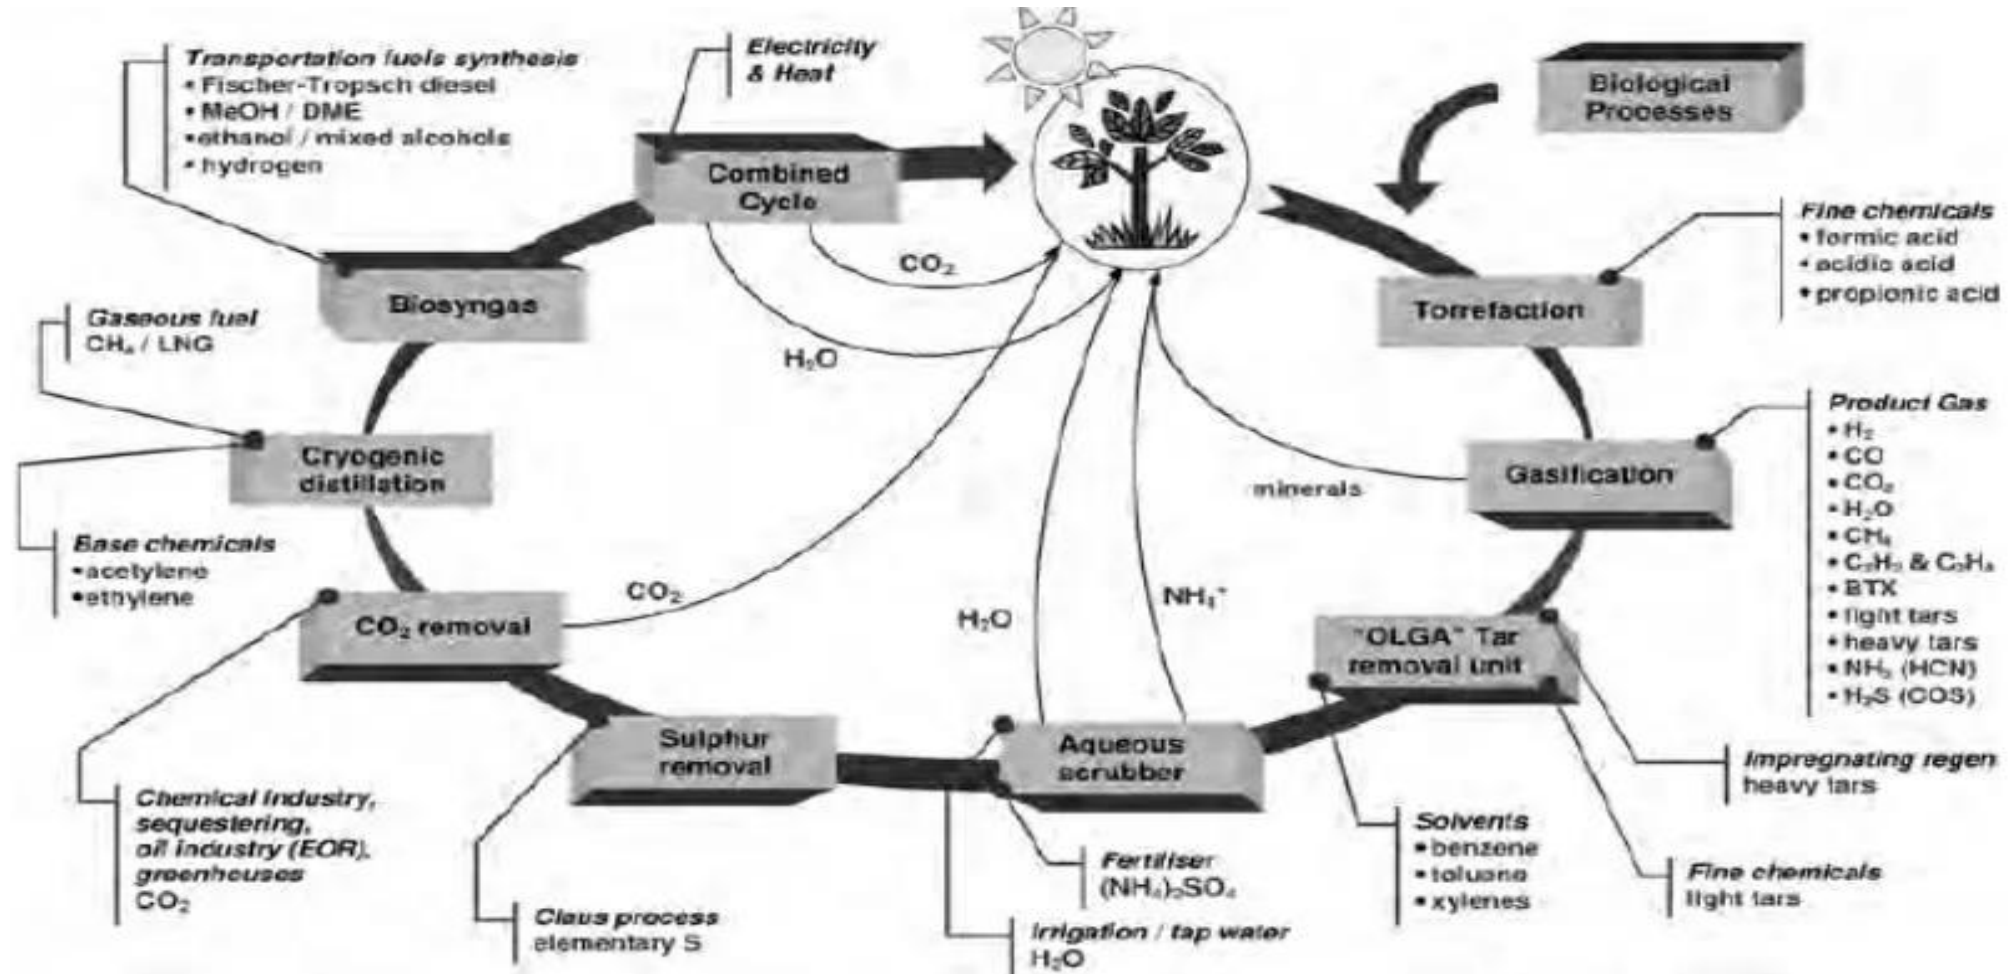 Transportation fuels synthesis
• Fischer-Tropsch diesel
• MeOH / DME
• ethanol / mixed alcohols
• hydrogen
Electricity
& Heat
Biological
Processes
Combined
Cycle
Fine chemicals
• formic acid
• acidic acid
• propionic acid
CO₂
Biosyngas
Torrefaction
Gaseous fuel
CH₄ / LNG
H₂O
Product Gas
• H₂
• CO
• CO₂
• H₂O
• CH₄
• C₂H₂ & C₂H₄
• BTX
• light tars
• heavy tars
• NH₃ (HCN)
• H₂S (COS)
Cryogenic
distillation
Gasification
minerals
Base chemicals
• acetylene
• ethylene
CO₂
CO₂ removal
H₂O
NH₄⁺
"OLGA" Tar
removal unit
Sulphur
removal
Aqueous
scrubber
Impregnating regen
heavy tars
Chemical industry,
sequestering,
oil industry (EOR),
greenhouses
CO₂
Solvents
• benzene
• toluene
• xylenes
Fertiliser
(NH₄)₂SO₄
Fine chemicals
light tars
Claus process
elementary S
Irrigation / tap water
H₂O